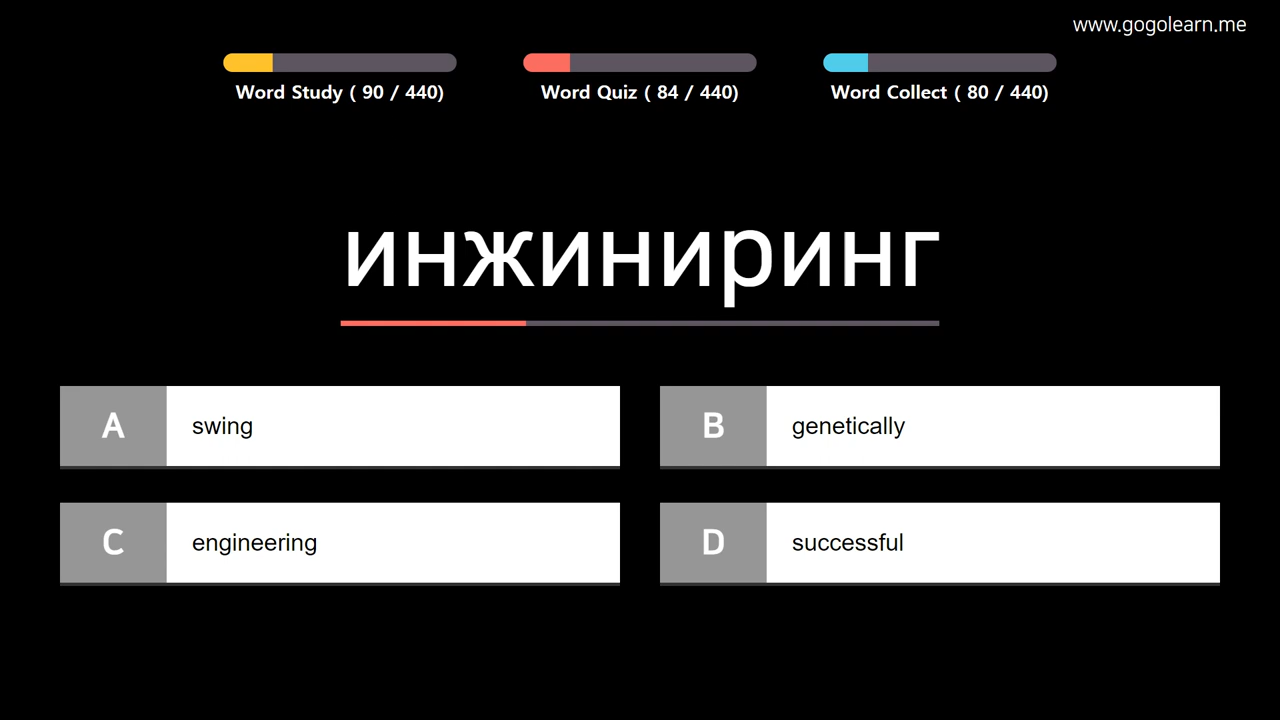 www.gogolearn.me
Word Study ( 90 / 440)
Word Quiz ( 84 / 440)
Word Collect ( 80 / 440)
инжиниринг
A swing
B genetically
C engineering
D successful